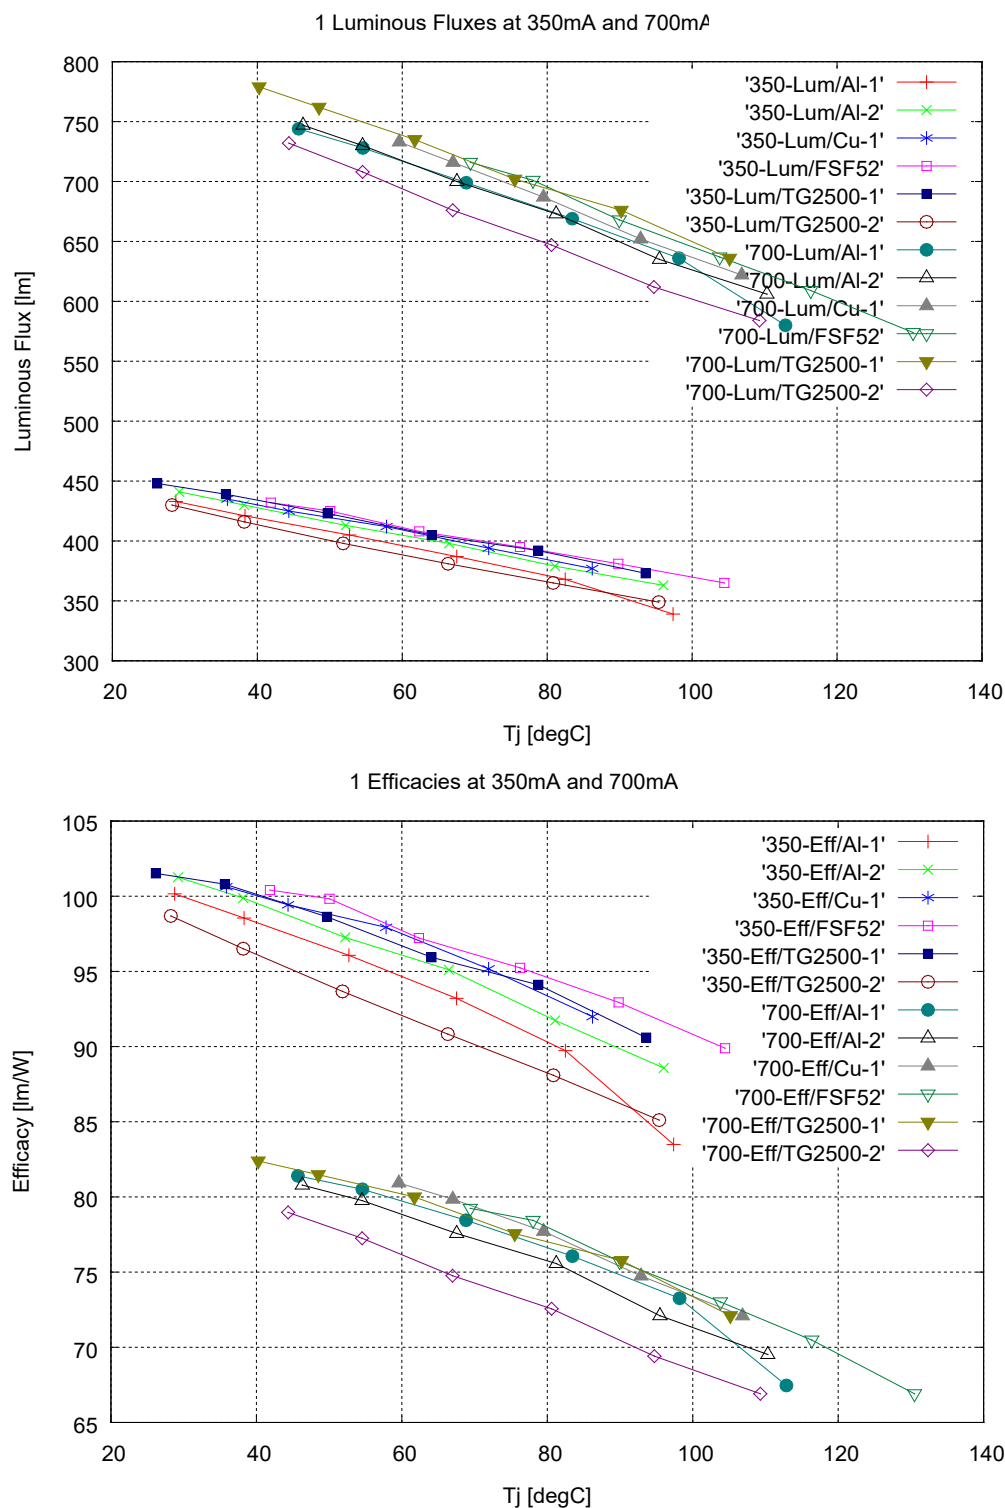 1 Luminous Fluxes at 350mA and 700mA
800
750
700
650
600
550
500
450
400
350
300
Luminous Flux [lm]
'350-Lum/Al-1'
'350-Lum/Al-2'
'350-Lum/Cu-1'
'350-Lum/FSF52'
'350-Lum/TG2500-1'
'350-Lum/TG2500-2'
'700-Lum/Al-1'
'700-Lum/Al-2'
'700-Lum/Cu-1'
'700-Lum/FSF52'
'700-Lum/TG2500-1'
'700-Lum/TG2500-2'
20 40 60 80 100 120 140
Tj [degC]
1 Efficacies at 350mA and 700mA
105
100
95
90
85
80
75
70
65
Efficacy [lm/W]
'350-Eff/Al-1'
'350-Eff/Al-2'
'350-Eff/Cu-1'
'350-Eff/FSF52'
'350-Eff/TG2500-1'
'350-Eff/TG2500-2'
'700-Eff/Al-1'
'700-Eff/Al-2'
'700-Eff/Cu-1'
'700-Eff/FSF52'
'700-Eff/TG2500-1'
'700-Eff/TG2500-2'
20 40 60 80 100 120 140
Tj [degC]